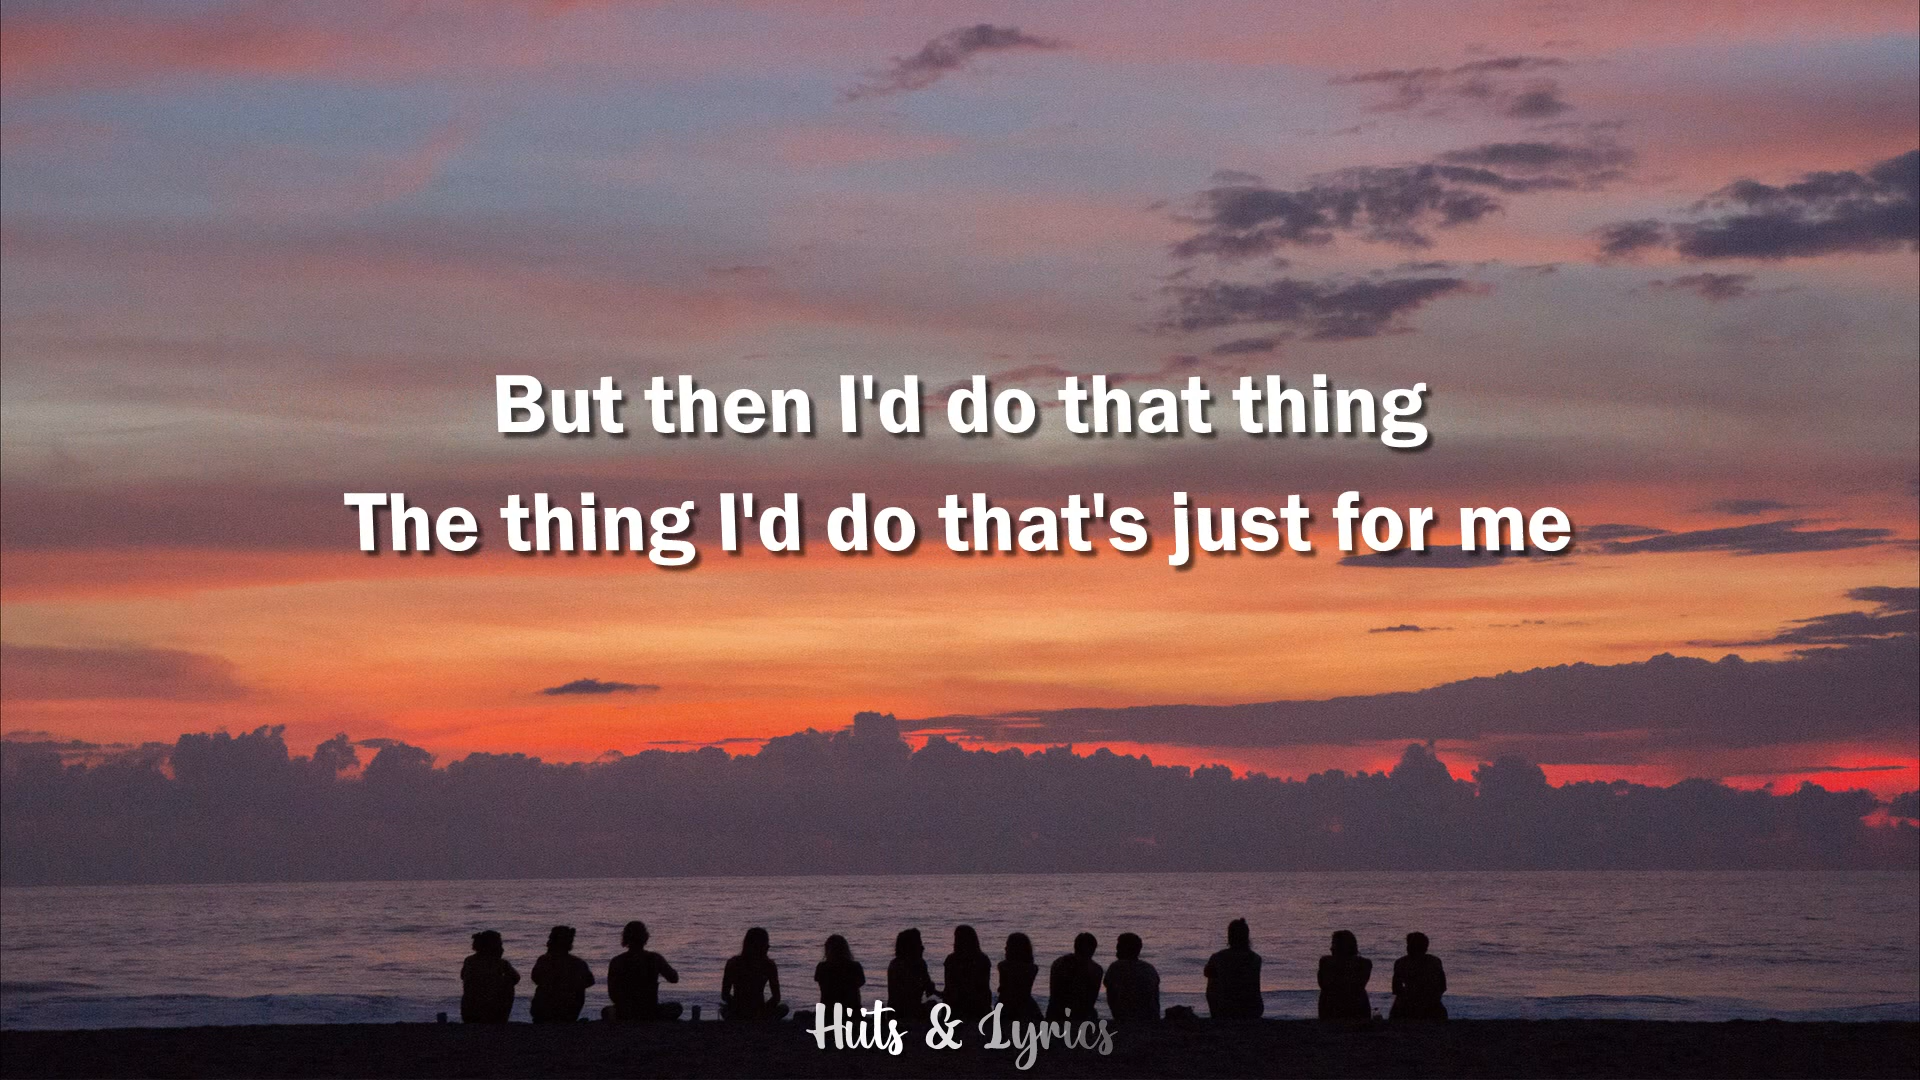 But then I'd do that thing
The thing I'd do that's just for me
Hiits & Lyrics